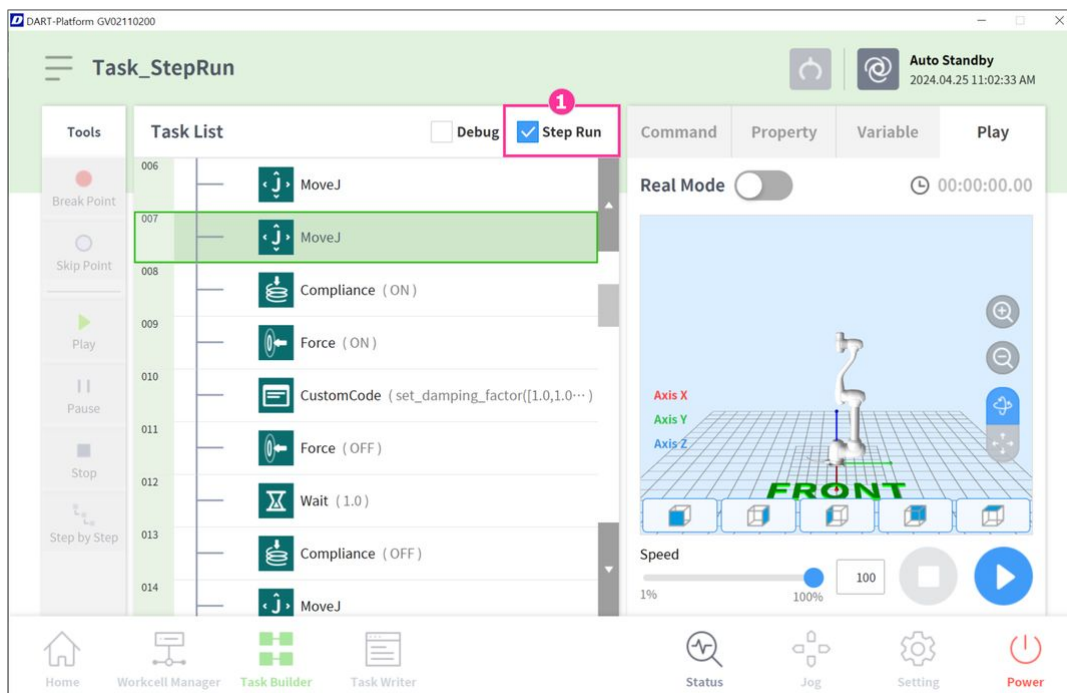 DART-Platform GV02110200
Task_StepRun
Auto Standby
2024.04.25 11:02:33 AM
1
Tools
Task List
Debug
Step Run
Command
Property
Variable
Play
Break Point
Skip Point
Play
Pause
Stop
Step by Step
006
MoveJ
007
MoveJ
008
Compliance (ON)
009
Force (ON)
010
CustomCode (set_damping_factor([1.0,1.0⋯)
011
Force (OFF)
012
Wait (1.0)
013
Compliance (OFF)
014
MoveJ
Real Mode
00:00:00.00
Axis X
Axis Y
Axis Z
FRONT
Speed
1%
100%
100
Home
Workcell Manager
Task Builder
Task Writer
Status
Jog
Setting
Power